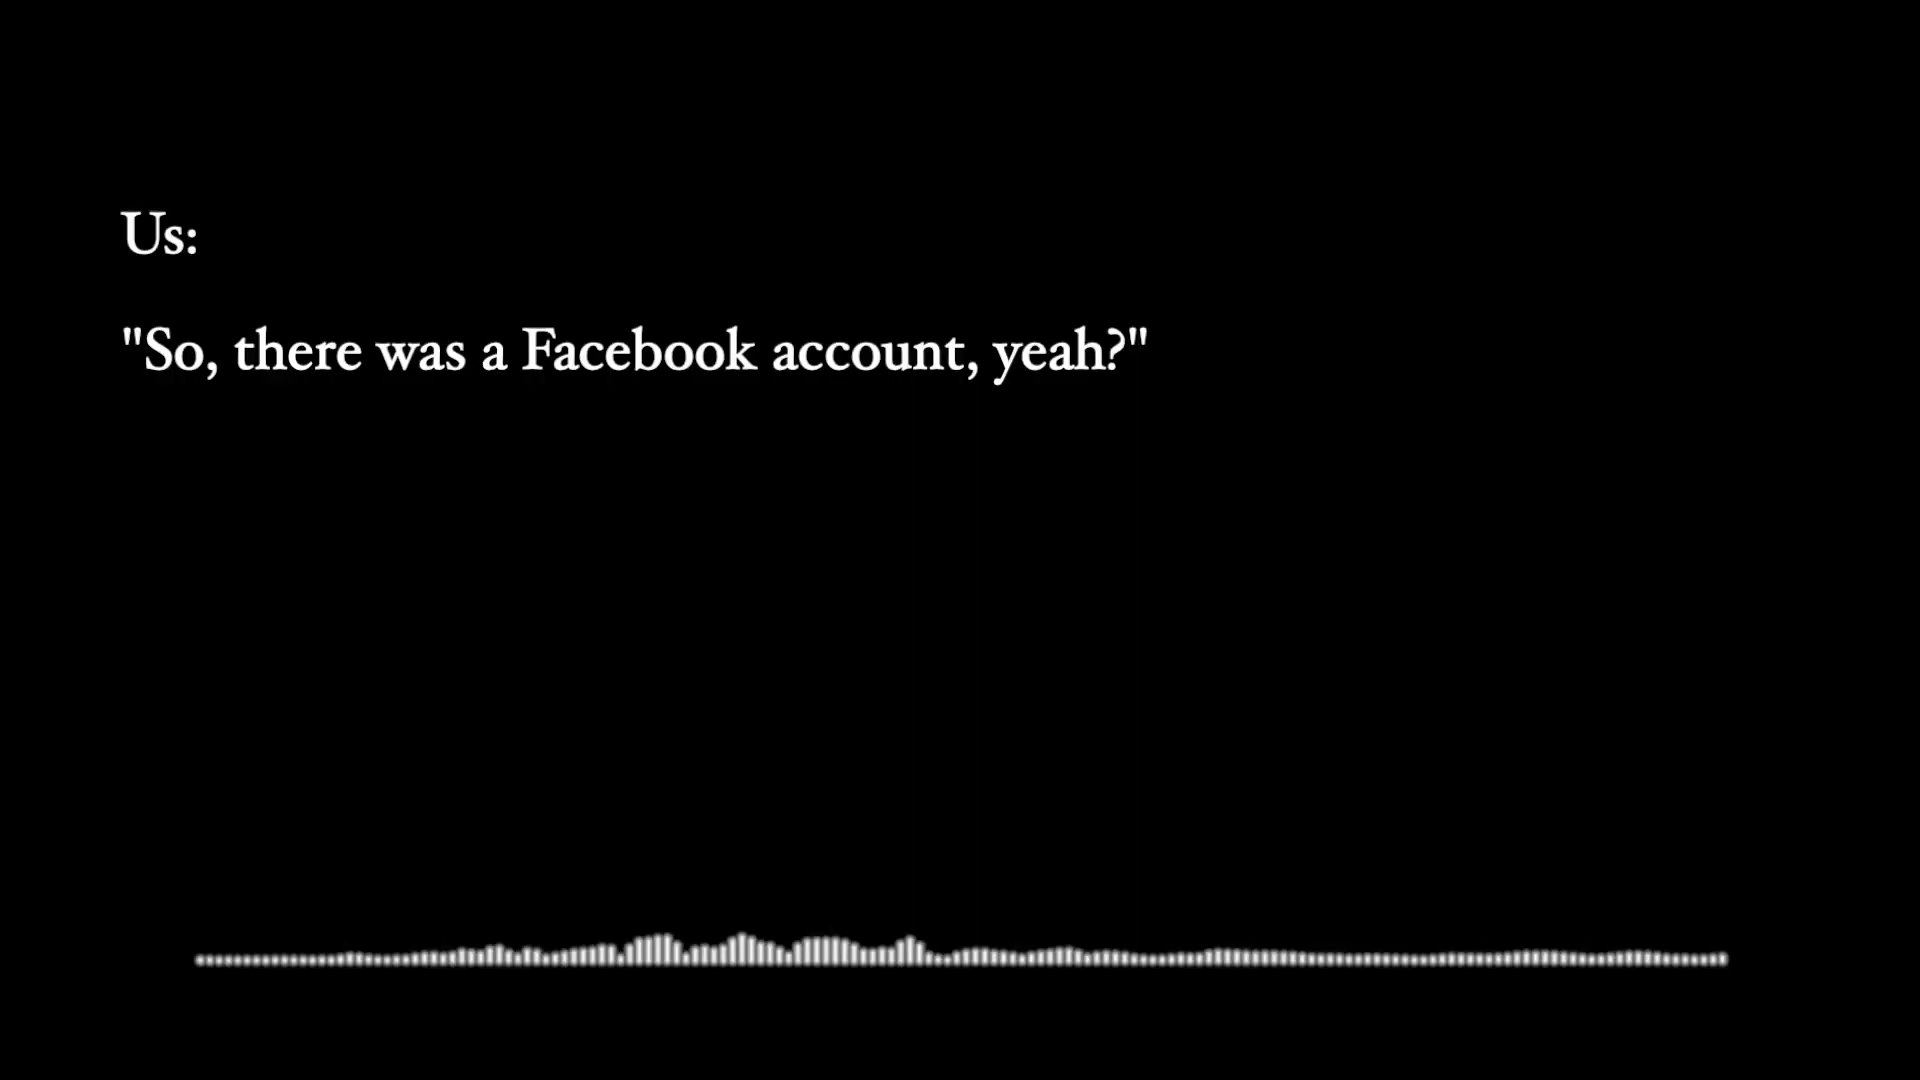 Us:
"So, there was a Facebook account, yeah?"